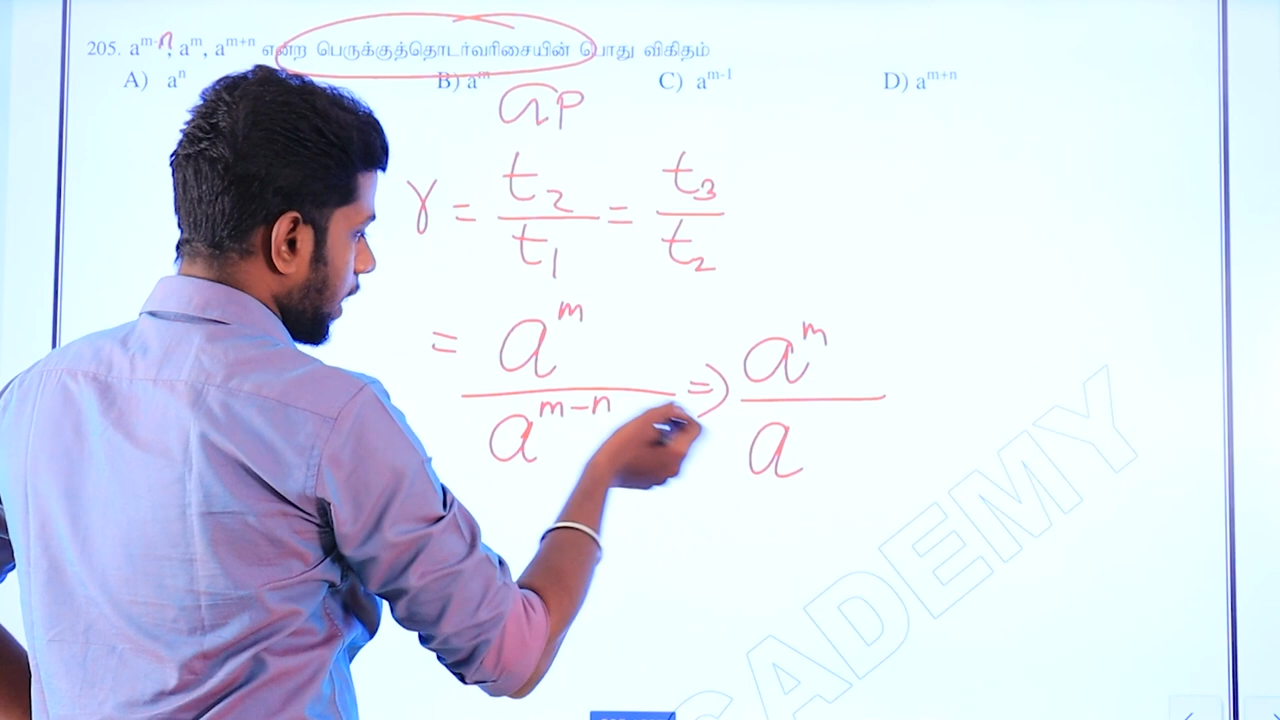 205. a^m-n, a^m, a^m+n என்ற பெருக்குத்தொடர்வரிசையின் பொது விகிதம்
A) a^n B) a^m C) a^m-1 D) a^m+n
GP
r = t2/t1 = t3/t2
= a^m/a^m-n => a^m/a
CADEMY